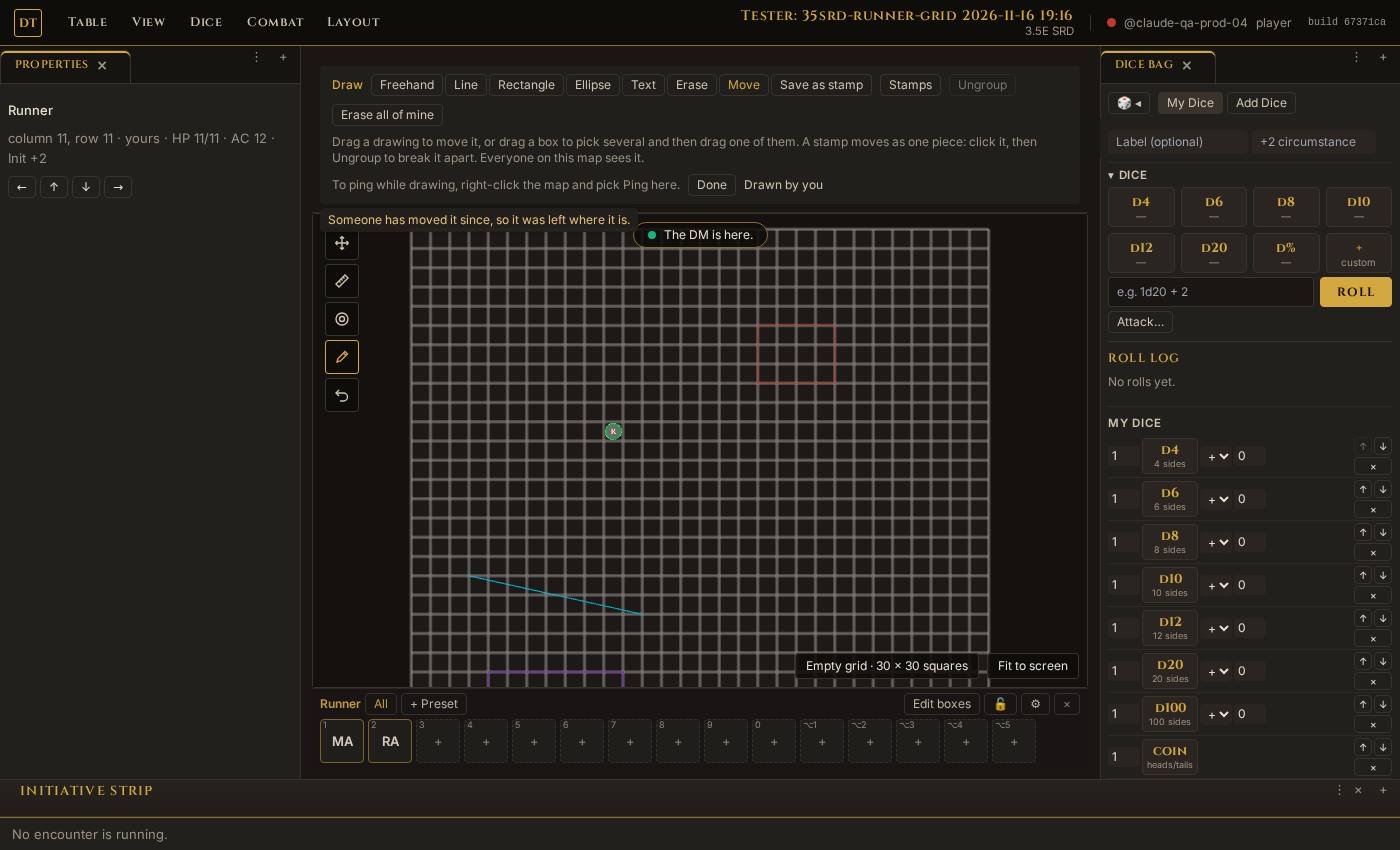 DT TABLE VIEW DICE COMBAT LAYOUT
TESTER: 35SRD-RUNNER-GRID 2026-11-16 19:16
3.5E SRD
@claude-qa-prod-04 player build 67371ca
PROPERTIES ×
Runner
column 11, row 11 · yours · HP 11/11 · AC 12 ·
Init +2
← ↑ ↓ →
Draw Freehand Line Rectangle Ellipse Text Erase Move Save as stamp Stamps Ungroup
Erase all of mine
Drag a drawing to move it, or drag a box to pick several and then drag one of them. A stamp moves as one piece: click it, then
Ungroup to break it apart. Everyone on this map sees it.
To ping while drawing, right-click the map and pick Ping here. Done Drawn by you
Someone has moved it since, so it was left where it is.
The DM is here.
R
Empty grid · 30 × 30 squares Fit to screen
Runner All + Preset Edit boxes ×
1 2 3 4 5 6 7 8 9 0 ⌥1 ⌥2 ⌥3 ⌥4 ⌥5
MA RA + + + + + + + + + + + + +
DICE BAG ×
My Dice Add Dice
Label (optional) +2 circumstance
▾ DICE
D4 D6 D8 D10
— — — —
D12 D20 D% +
— — — custom
e.g. 1d20 + 2 ROLL
Attack...
ROLL LOG
No rolls yet.
MY DICE
1 D4 + 0 ↑ ↓
4 sides ×
1 D6 + 0 ↑ ↓
6 sides ×
1 D8 + 0 ↑ ↓
8 sides ×
1 D10 + 0 ↑ ↓
10 sides ×
1 D12 + 0 ↑ ↓
12 sides ×
1 D20 + 0 ↑ ↓
20 sides ×
1 D100 + 0 ↑ ↓
100 sides ×
1 COIN ↑ ↓
heads/tails ×
INITIATIVE STRIP
No encounter is running.